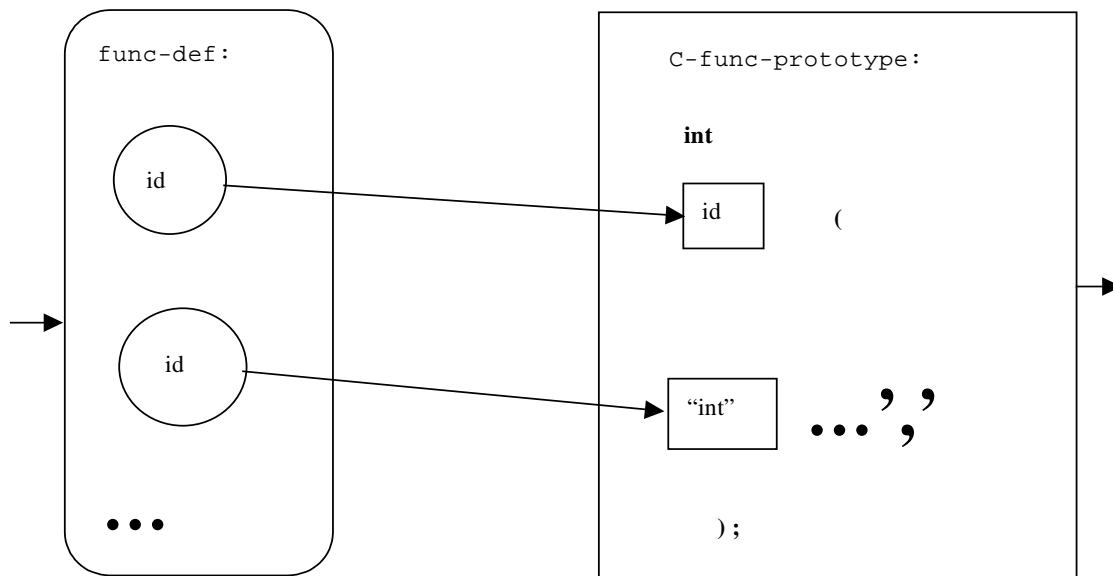 func-def:
id
id
...
C-func-prototype:
int
id (
“int” ...’,’
);